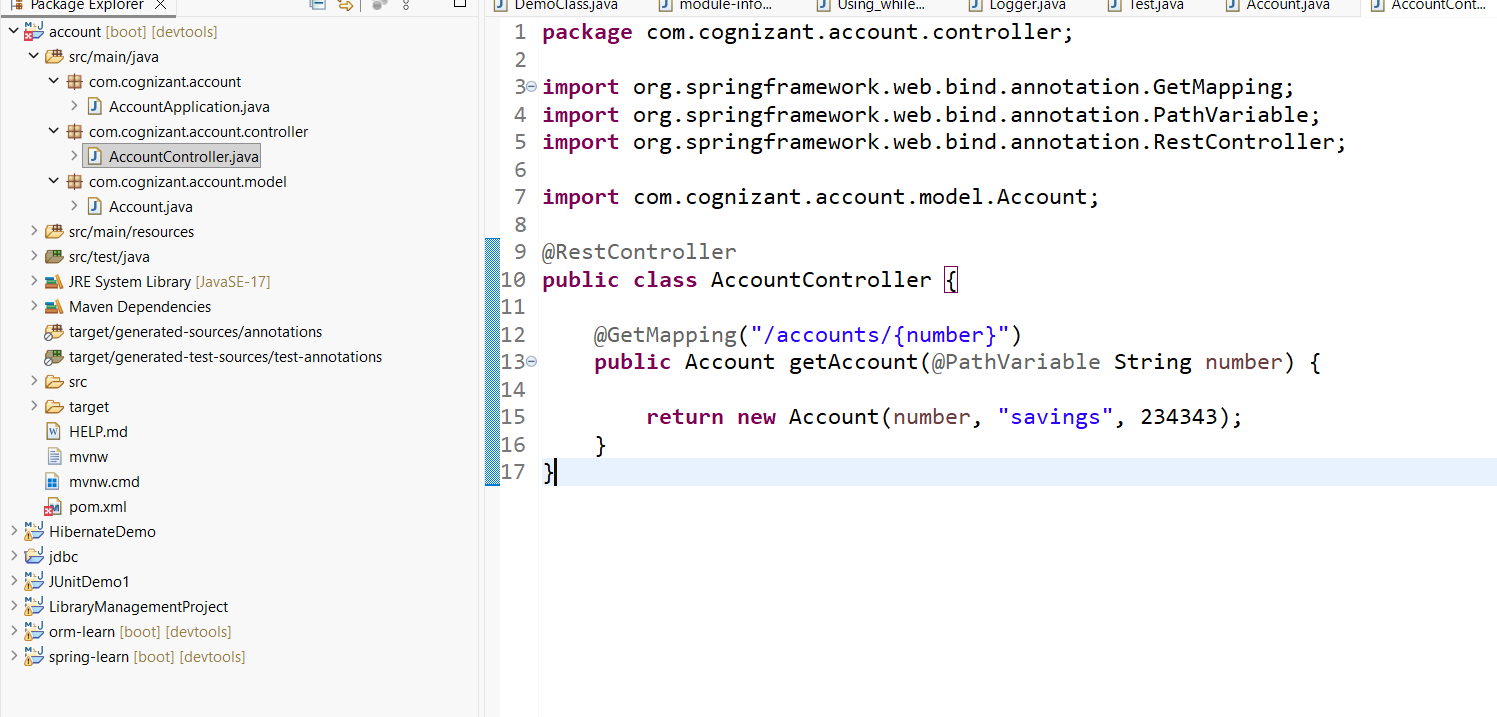 Package Explorer
account [boot] [devtools]
src/main/java
com.cognizant.account
AccountApplication.java
com.cognizant.account.controller
AccountController.java
com.cognizant.account.model
Account.java
src/main/resources
src/test/java
JRE System Library [JavaSE-17]
Maven Dependencies
target/generated-sources/annotations
target/generated-test-sources/test-annotations
src
target
HELP.md
mvnw
mvnw.cmd
pom.xml
HibernateDemo
jdbc
JUnitDemo1
LibraryManagementProject
orm-learn [boot] [devtools]
spring-learn [boot] [devtools]
DemoClass.java module-info... Using_while... Logger.java Test.java Account.java AccountCont...
1 package com.cognizant.account.controller;
2
3 import org.springframework.web.bind.annotation.GetMapping;
4 import org.springframework.web.bind.annotation.PathVariable;
5 import org.springframework.web.bind.annotation.RestController;
6
7 import com.cognizant.account.model.Account;
8
9 @RestController
10 public class AccountController {
11
12 @GetMapping("/accounts/{number}")
13 public Account getAccount(@PathVariable String number) {
14
15 return new Account(number, "savings", 234343);
16 }
17 }